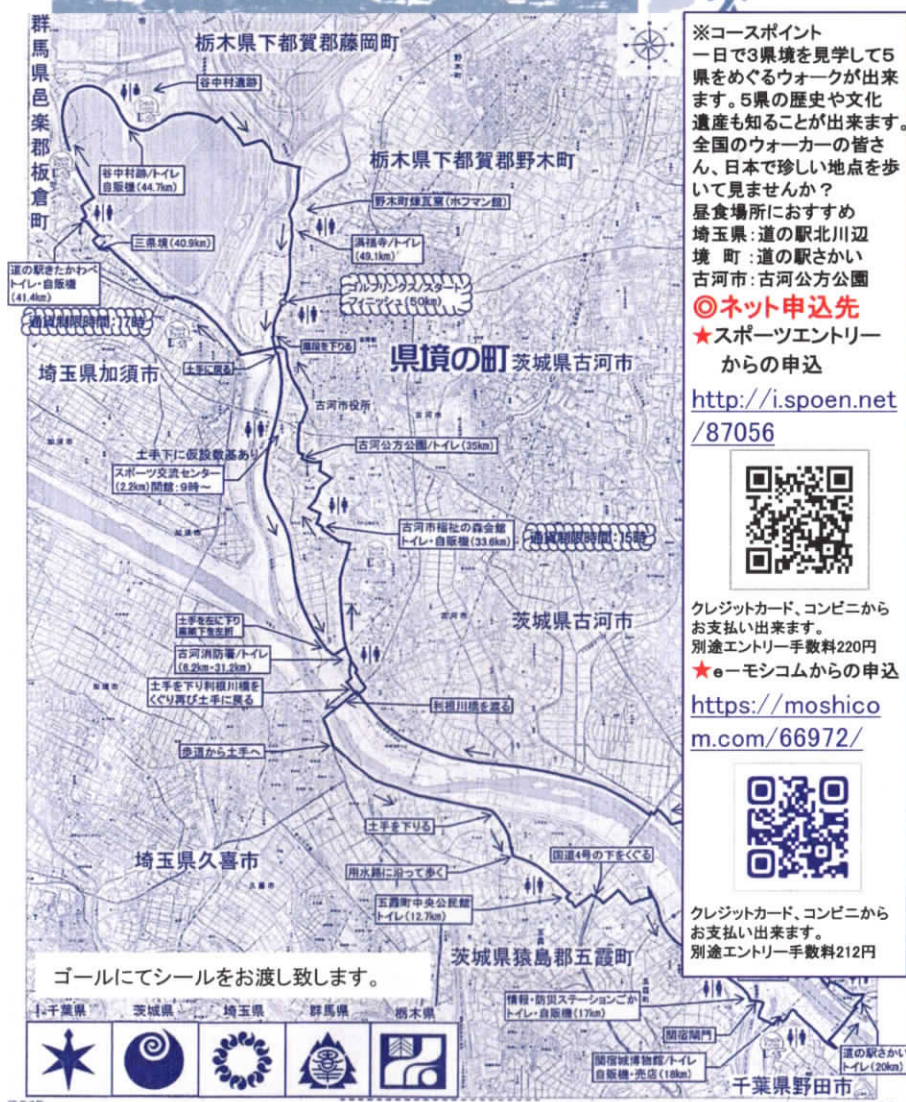 群馬県邑楽郡板倉町
栃木県下都賀郡藤岡町
谷中村遺跡
谷中村跡/トイレ
自販機(44.7km)
栃木県下都賀郡野木町
野木町煉瓦窯(ホフマン館)
満福寺/トイレ
(49.1km)
三県境(40.9km)
道の駅きたかわべ
トイレ・自販機
(41.4km)
通貨制限時間:17時
ゴルフリンクス/スタート
フィニッシュ(50km)
階段を下りる
土手に戻る
県境の町
茨城県古河市
埼玉県加須市
古河市役所
土手下に仮設数基あり
スポーツ交流センター
(2.2km)開館:9時~
古河公方公園/トイレ(35km)
古河市福祉の森会館
トイレ・自販機(33.6km)
通貨制限時間:15時
茨城県古河市
土手を左に下り
高架下を左折
古河消防署/トイレ
(6.2km・31.2km)
土手を下り利根川橋を
くぐり再び土手に戻る
利根川橋を渡る
歩道から土手へ
土手を下りる
埼玉県久喜市
用水路に沿って歩く
国道4号の下をくぐる
五霞町中央公民館
トイレ(12.7km)
茨城県猿島郡五霞町
情報・防災ステーションごか
トイレ・自販機(17km)
関宿閘門
関宿城博物館/トイレ
自販機・売店(18km)
道の駅さかい
トイレ(20km)
千葉県野田市
ゴールにてシールをお渡し致します。
千葉県 茨城県 埼玉県 群馬県 栃木県
※コースポイント
一日で3県境を見学して5
県をめぐるウォークが出来
ます。5県の歴史や文化
遺産も知ることが出来ます。
全国のウォーカーの皆さ
ん、日本で珍しい地点を歩
いて見ませんか?
昼食場所におすすめ
埼玉県:道の駅北川辺
境 町:道の駅さかい
古河市:古河公方公園
◎ネット申込先
★スポーツエントリー
からの申込
http://i.spoen.net
/87056
クレジットカード、コンビニから
お支払い出来ます。
別途エントリー手数料220円
★e-モシコムからの申込
https://moshico
m.com/66972/
クレジットカード、コンビニから
お支払い出来ます。
別途エントリー手数料212円